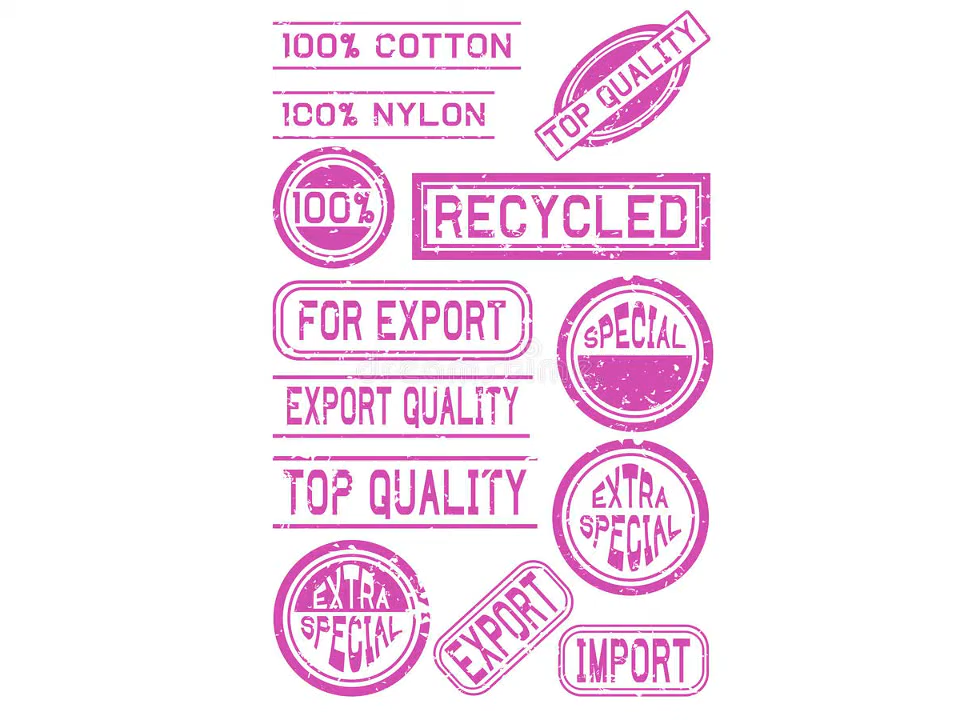 100% COTTON
TOP QUALITY
100% NYLON
100%
RECYCLED
FOR EXPORT
SPECIAL
dreamstime
EXPORT QUALITY
TOP QUALITY
EXTRA
SPECIAL
EXTRA
SPECIAL
EXPORT
IMPORT